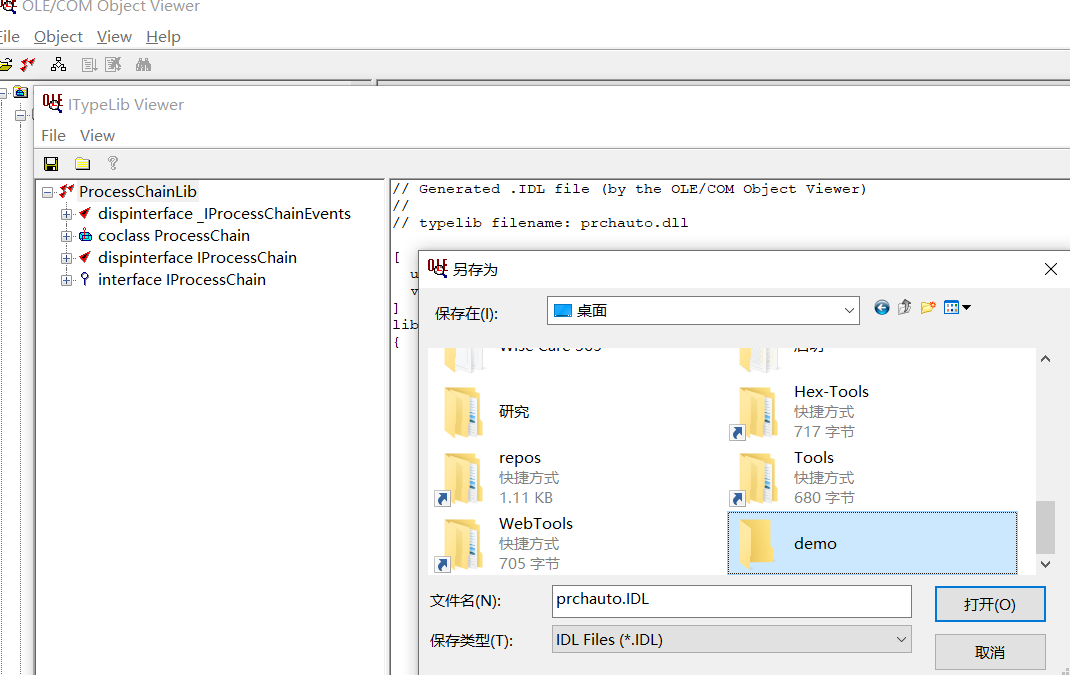 OLE/COM Object Viewer
File Object View Help
ITypeLib Viewer
File View
ProcessChainLib
dispinterface _IProcessChainEvents
coclass ProcessChain
dispinterface IProcessChain
interface IProcessChain
// Generated .IDL file (by the OLE/COM Object Viewer)
//
// typelib filename: prchauto.dll
[
u
v
]
lib
{
另存为
保存在(I):
桌面
Wise Care 365
研究
Hex-Tools
快捷方式
717 字节
repos
快捷方式
1.11 KB
Tools
快捷方式
680 字节
WebTools
快捷方式
705 字节
demo
文件名(N):
prchauto.IDL
打开(O)
保存类型(T):
IDL Files (*.IDL)
取消